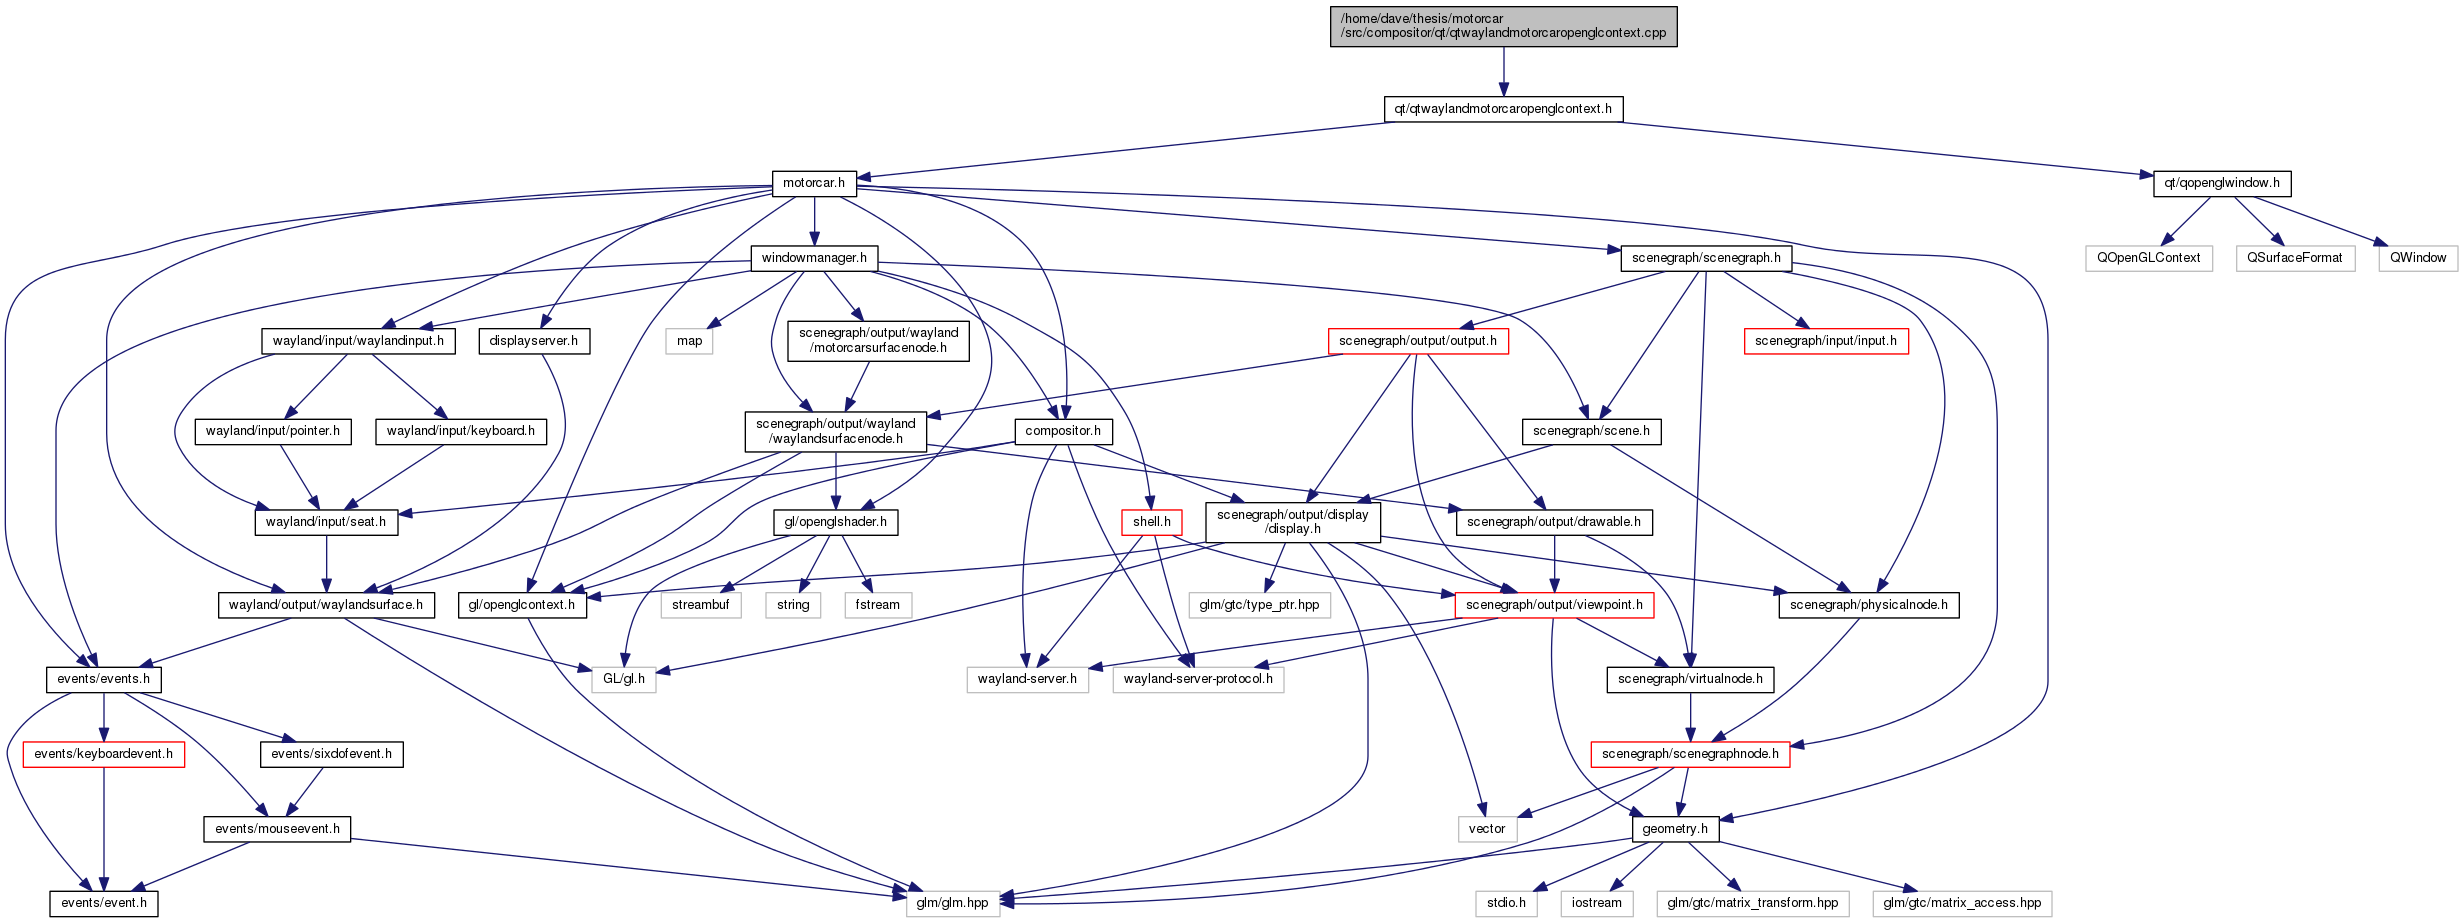 /home/dave/thesis/motorcar
/src/compositor/qt/qtwaylandmotorcaropenglcontext.cpp
qt/qtwaylandmotorcaropenglcontext.h
motorcar.h
qt/qopenglwindow.h
windowmanager.h
scenegraph/scenegraph.h
QOpenGLContext
QSurfaceFormat
QWindow
wayland/input/waylandinput.h
displayserver.h
map
scenegraph/output/wayland
/motorcarsurfacenode.h
scenegraph/output/output.h
scenegraph/input/input.h
wayland/input/pointer.h
wayland/input/keyboard.h
scenegraph/output/wayland
/waylandsurfacenode.h
compositor.h
scenegraph/scene.h
wayland/input/seat.h
gl/openglshader.h
shell.h
scenegraph/output/display
/display.h
scenegraph/output/drawable.h
wayland/output/waylandsurface.h
gl/openglcontext.h
streambuf
string
fstream
glm/gtc/type_ptr.hpp
scenegraph/output/viewpoint.h
scenegraph/physicalnode.h
events/events.h
GL/gl.h
wayland-server.h
wayland-server-protocol.h
scenegraph/virtualnode.h
events/keyboardevent.h
events/sixdofevent.h
scenegraph/scenegraphnode.h
events/mouseevent.h
vector
geometry.h
events/event.h
glm/glm.hpp
stdio.h
iostream
glm/gtc/matrix_transform.hpp
glm/gtc/matrix_access.hpp